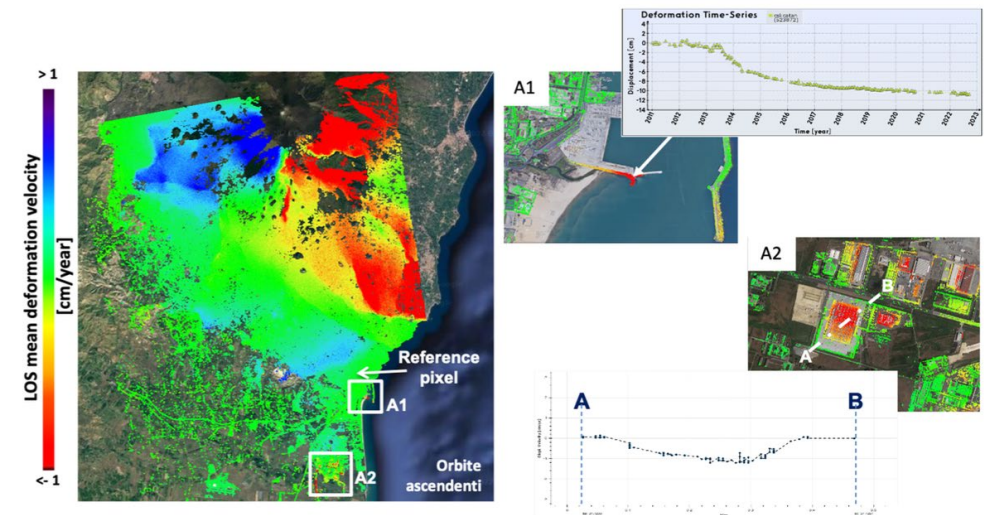 > 1
LOS mean deformation velocity
[cm/year]
<- 1
Reference
pixel
A1
A2
Orbite
ascendenti
A1
Deformation Time-Series
Displacement [cm]
4
2
0
-2
-4
-6
-8
-10
-12
-14
2011
2012
2013
2014
2015
2016
2017
2018
2019
2020
2021
2022
2023
Time [year]
A2
B
A
A
B